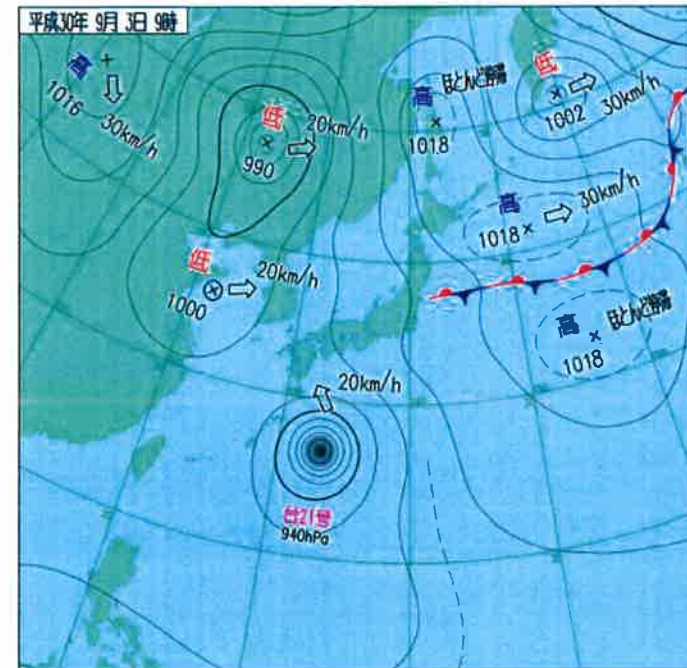 平成30年 9月 3日 9時
高
1016
30km/h
低
990
20km/h
高
ほとんど停滞
1018
低
1002
30km/h
高
1018
30km/h
低
1000
20km/h
高
ほとんど停滞
1018
20km/h
台21号
940hPa